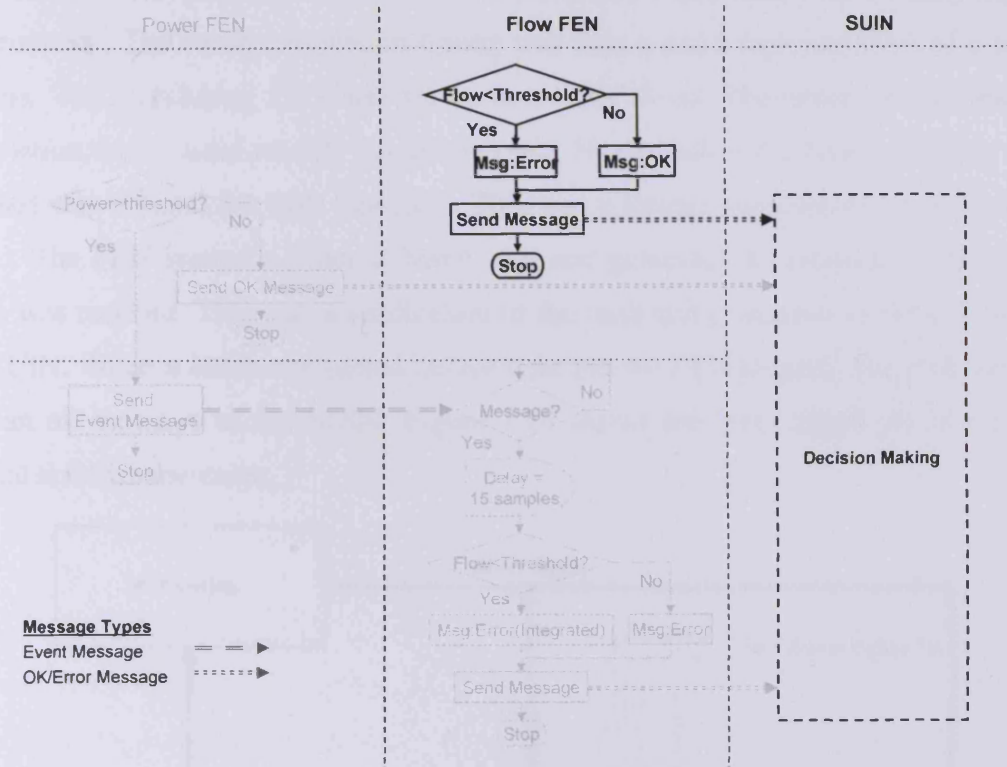 Power FEN
Flow FEN
SUIN
Flow<Threshold?
Yes
No
Msg:Error
Msg:OK
Send Message
Stop
Power>threshold?
No
Yes
Send OK Message
Stop
Send
Event Message
Stop
Message?
No
Yes
Delay =
15 samples
Flow<Threshold?
No
Yes
Msg:Error(Integrated)
Msg:Error
Send Message
Stop
Decision Making
Message Types
Event Message
OK/Error Message